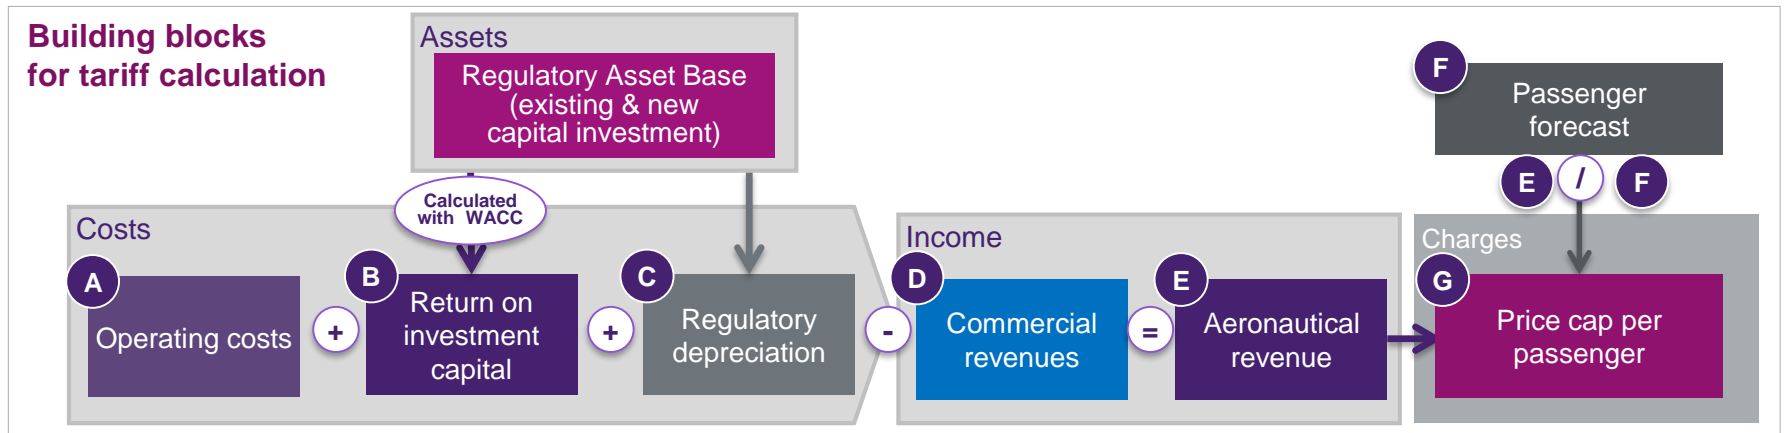 Building blocks
for tariff calculation
Assets
Regulatory Asset Base
(existing & new
capital investment)
F
Passenger
forecast
E
/
F
Calculated
with WACC
Costs
A
Operating costs
+
B
Return on
investment
capital
+
C
Regulatory
depreciation
-
Income
D
Commercial
revenues
=
E
Aeronautical
revenue
Charges
G
Price cap per
passenger